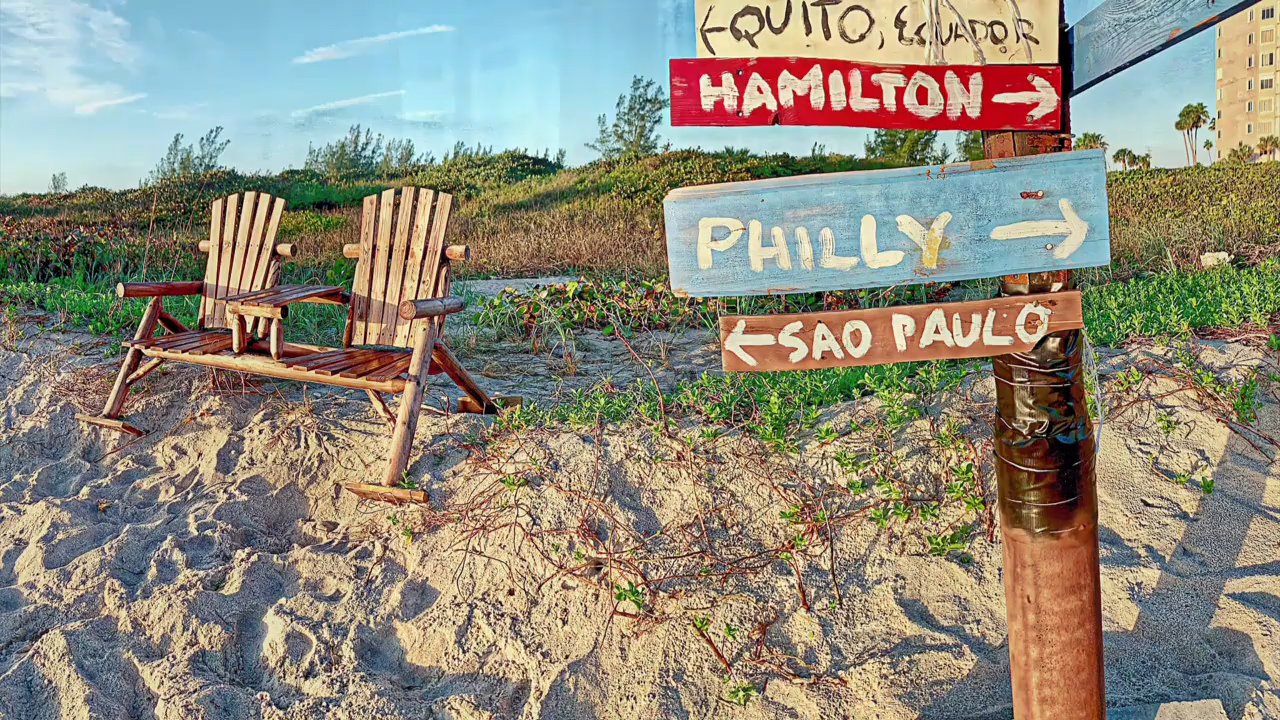 ←QUITO, ECUADOR
HAMILTON →
PHILLY →
← SAO PAULO